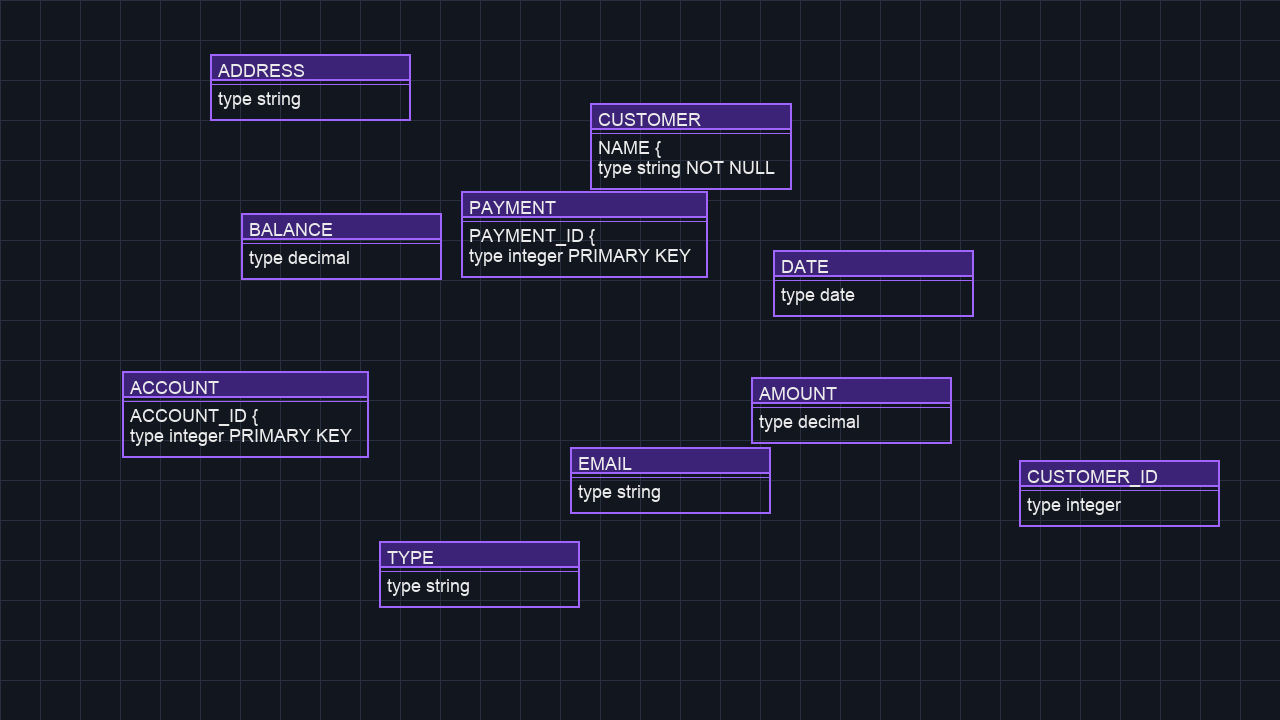 ADDRESS
type string
CUSTOMER
NAME {
type string NOT NULL
PAYMENT
PAYMENT_ID {
type integer PRIMARY KEY
BALANCE
type decimal
DATE
type date
ACCOUNT
ACCOUNT_ID {
type integer PRIMARY KEY
AMOUNT
type decimal
EMAIL
type string
CUSTOMER_ID
type integer
TYPE
type string